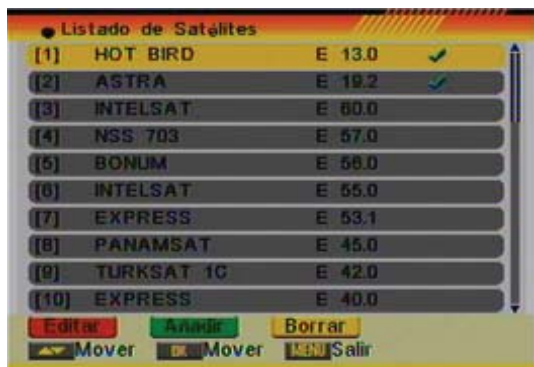 Listado de Satélites
[1] HOT BIRD E 13.0
[2] ASTRA E 19.2
[3] INTELSAT E 60.0
[4] NSS 703 E 57.0
[5] BONUM E 56.0
[6] INTELSAT E 55.0
[7] EXPRESS E 53.1
[8] PANAMSAT E 45.0
[9] TURKSAT 1C E 42.0
[10] EXPRESS E 40.0
Editar Añadir Borrar
Mover OK Mover MENU Salir